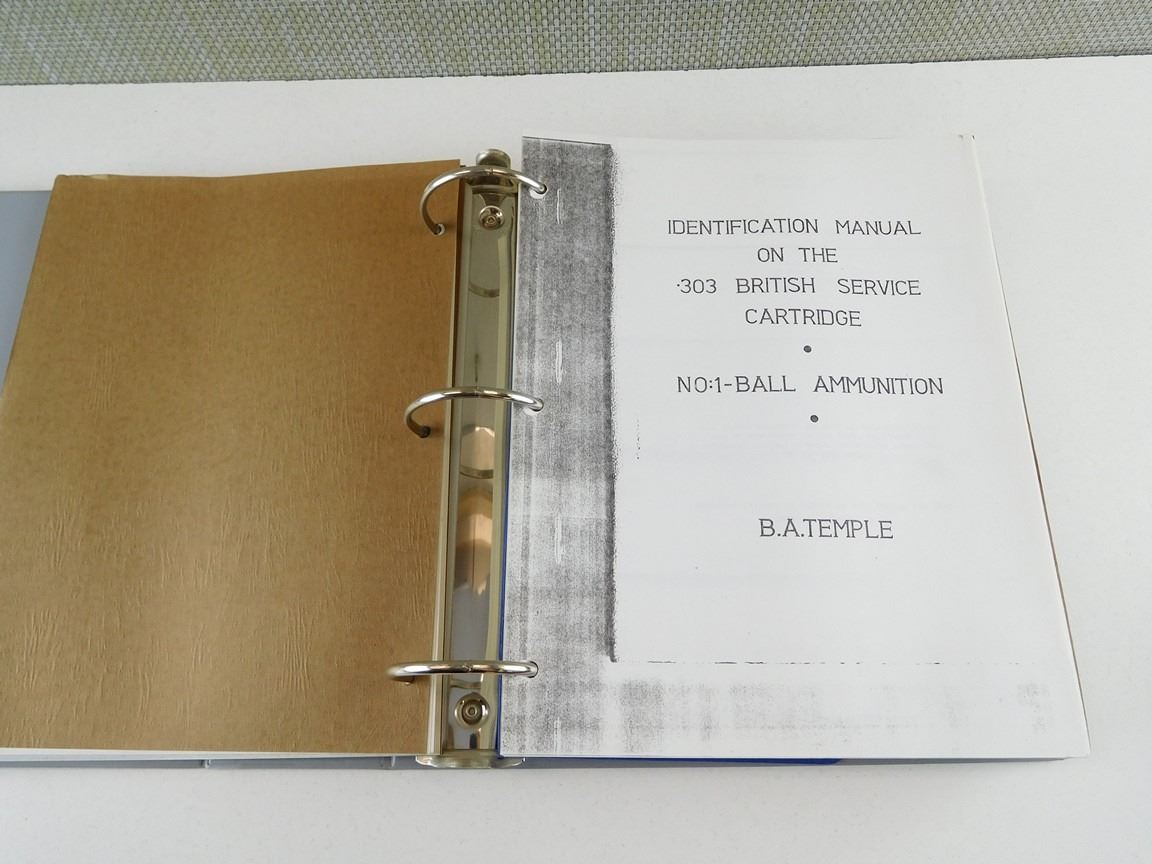 IDENTIFICATION MANUAL
ON THE
·303 BRITISH SERVICE
CARTRIDGE
•
NO:1-BALL AMMUNITION
•
B.A.TEMPLE